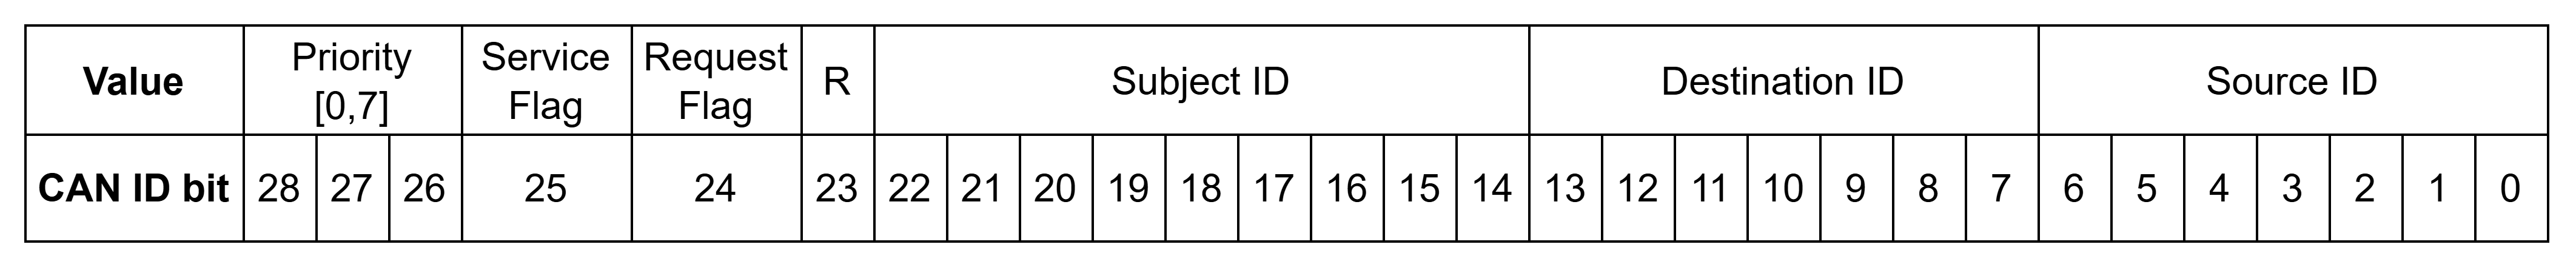 Value Priority [0,7] Service Flag Request Flag R Subject ID Destination ID Source ID
CAN ID bit 28 27 26 25 24 23 22 21 20 19 18 17 16 15 14 13 12 11 10 9 8 7 6 5 4 3 2 1 0